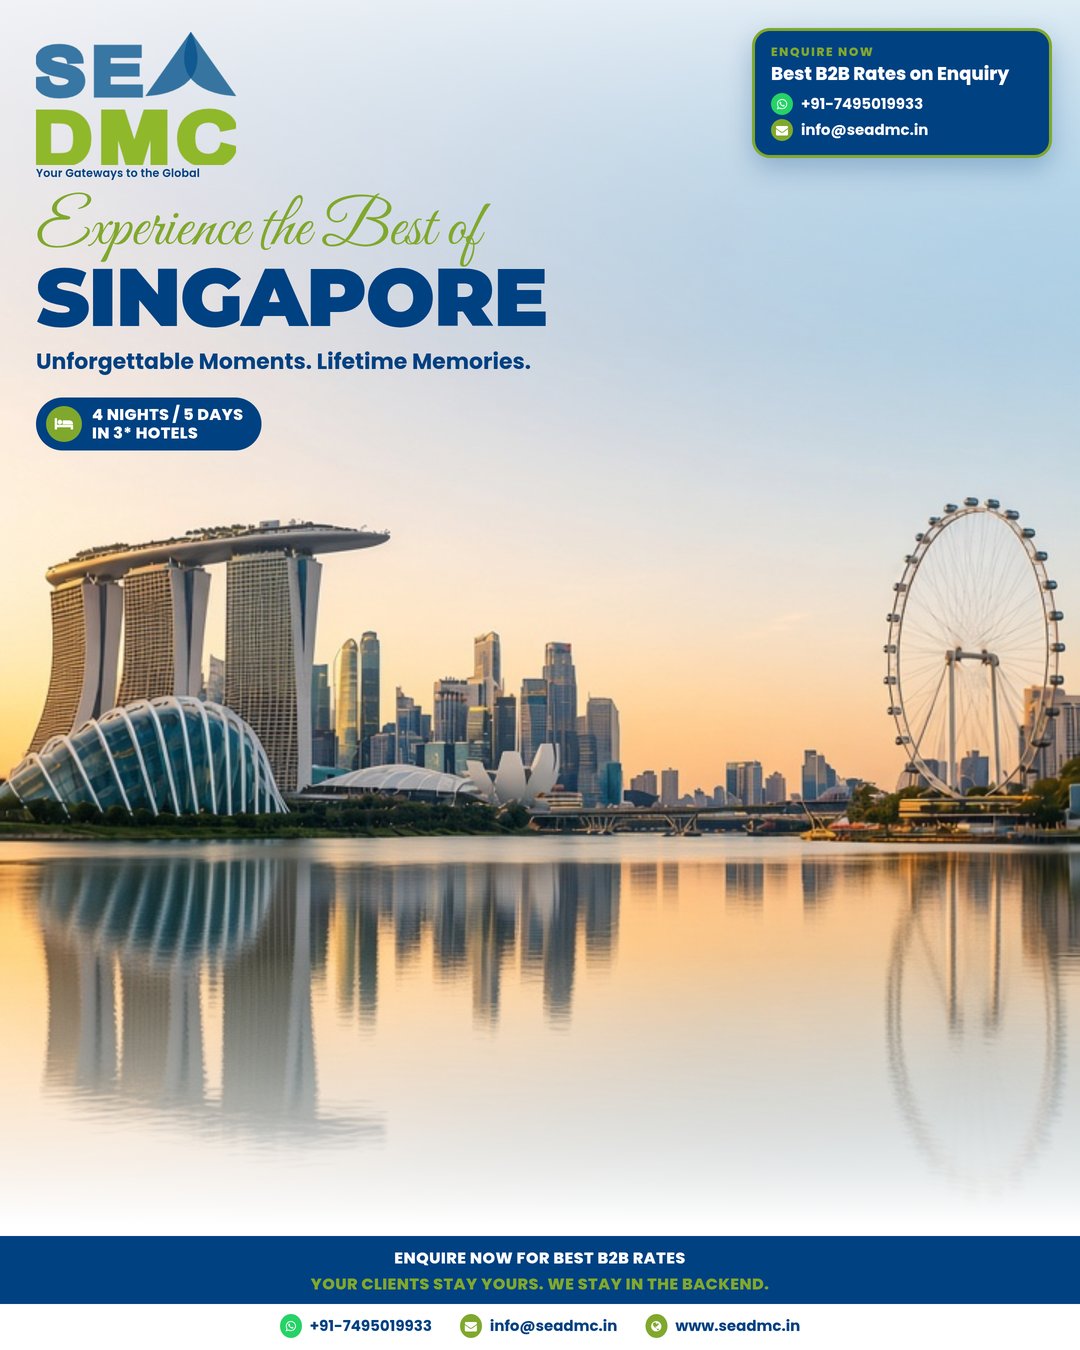 SEA
DMC
Your Gateways to the Global
ENQUIRE NOW
Best B2B Rates on Enquiry
+91-7495019933
info@seadmc.in
Experience the Best of
SINGAPORE
Unforgettable Moments. Lifetime Memories.
4 NIGHTS / 5 DAYS
IN 3* HOTELS
ENQUIRE NOW FOR BEST B2B RATES
YOUR CLIENTS STAY YOURS. WE STAY IN THE BACKEND.
+91-7495019933 info@seadmc.in www.seadmc.in